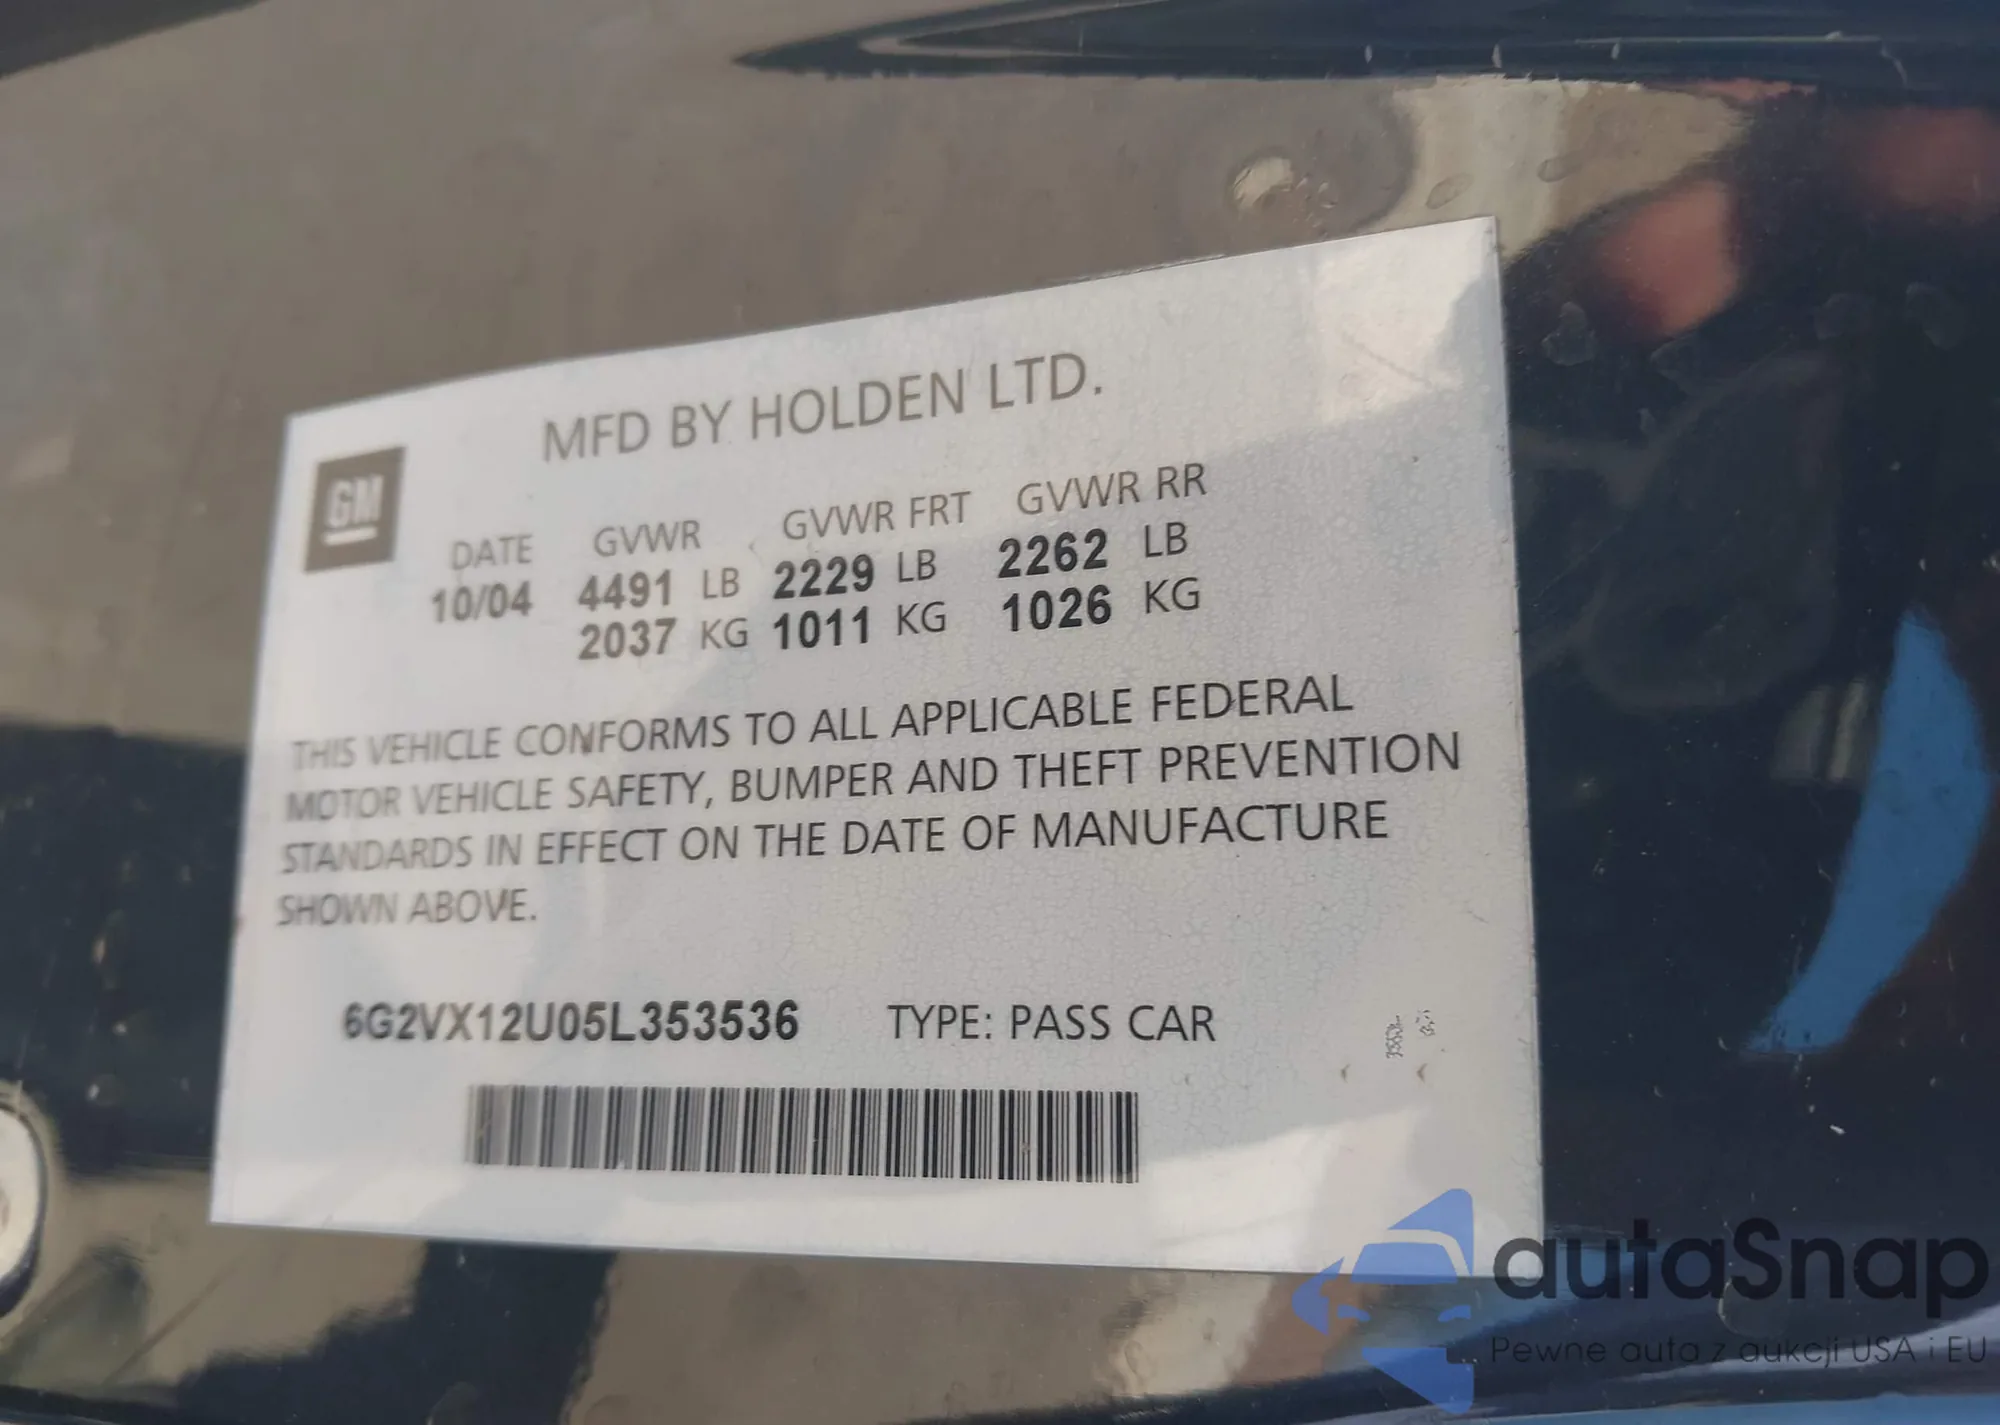 MFD BY HOLDEN LTD.
GM
DATE GVWR GVWR FRT GVWR RR
10/04 4491 LB 2229 LB 2262 LB
2037 KG 1011 KG 1026 KG
THIS VEHICLE CONFORMS TO ALL APPLICABLE FEDERAL
MOTOR VEHICLE SAFETY, BUMPER AND THEFT PREVENTION
STANDARDS IN EFFECT ON THE DATE OF MANUFACTURE
SHOWN ABOVE.
6G2VX12U05L353536 TYPE: PASS CAR
autaSnap
Pewne auta z aukcji USA i EU